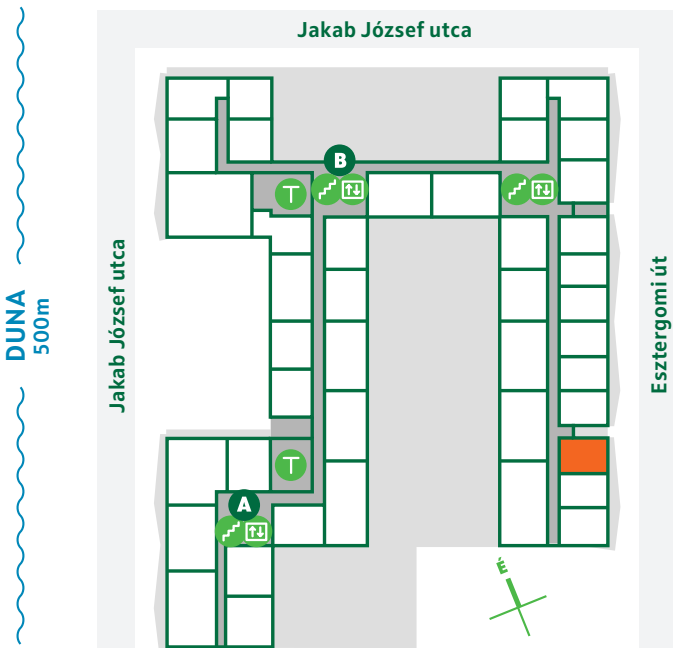 Jakab József utca
B
T
DUNA
500m
Jakab József utca
Esztergomi út
T
A
É